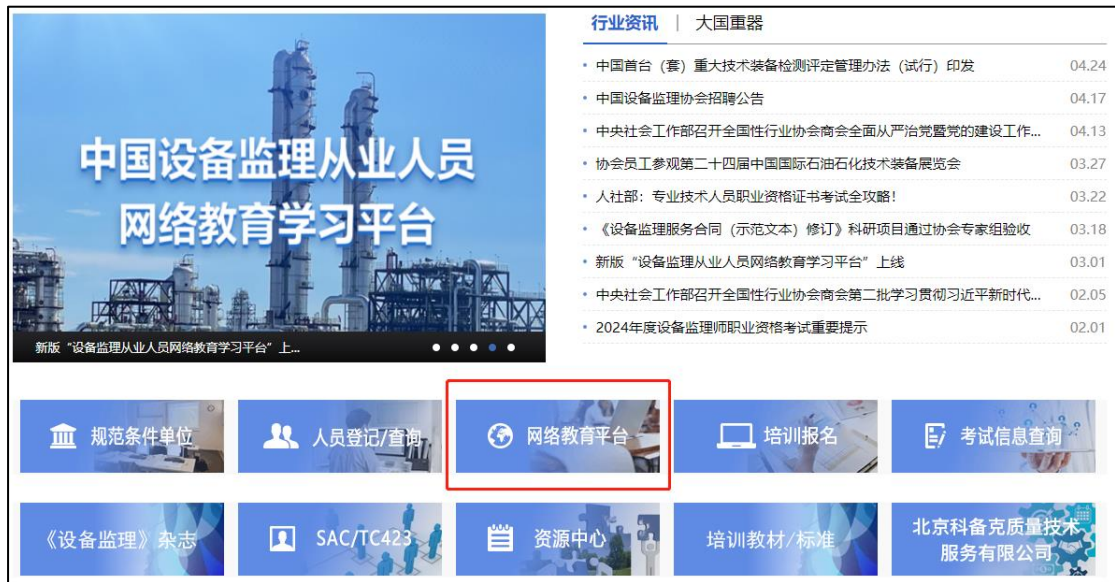 中国设备监理从业人员
网络教育学习平台
新版“设备监理从业人员网络教育学习平台”上...
行业资讯 | 大国重器
中国首台（套）重大技术装备检测评定管理办法（试行）印发 04.24
中国设备监理协会招聘公告 04.17
中央社会工作部召开全国性行业协会商会全面从严治党暨党的建设工作... 04.13
协会员工参观第二十四届中国国际石油石化技术装备展览会 03.27
人社部：专业技术人员职业资格证书考试全攻略！ 03.22
《设备监理服务合同（示范文本）修订》科研项目通过协会专家组验收 03.18
新版“设备监理从业人员网络教育学习平台”上线 03.01
中央社会工作部召开全国性行业协会商会第二批学习贯彻习近平新时代... 02.05
2024年度设备监理师职业资格考试重要提示 02.01
规范条件单位
人员登记/查询
网络教育平台
培训报名
考试信息查询
《设备监理》杂志
SAC/TC423
资源中心
培训教材/标准
北京科备克质量技术
服务有限公司